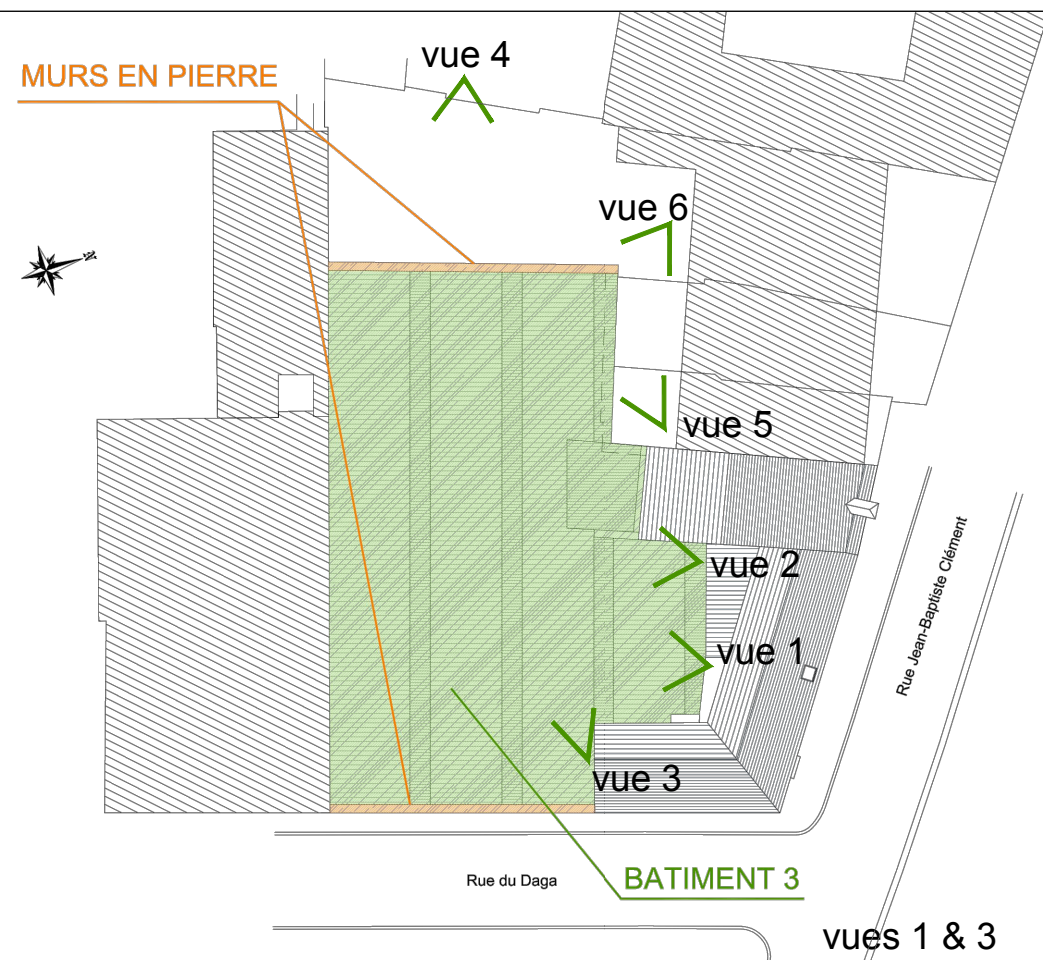 vue 4
MURS EN PIERRE
vue 6
N
vue 5
vue 2
Rue Jean-Baptiste Clément
vue 1
vue 3
BATIMENT 3
Rue du Daga
vues 1 & 3